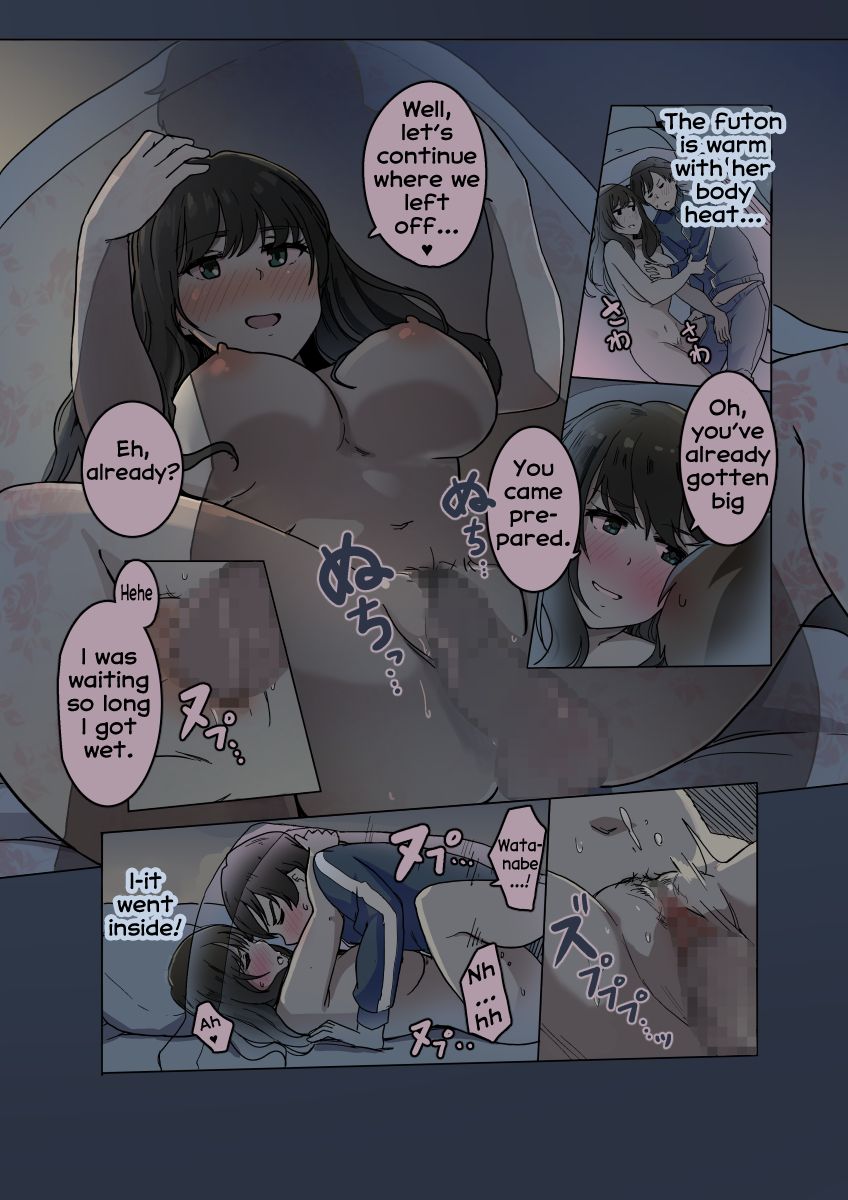 The futon
is warm
with her
body
heat...
さわ
さわ
Well,
let's
continue
where we
left
off...
♥
Oh,
you've
already
gotten
big
You
came
pre-
pared.
Eh,
already?
ぬち...
ぬちっ...
Hehe
I was
waiting
so long
I got
wet.
ヌプ...
Wata-
nabe
...!
ヌプ...
I-it
went
inside!
Nh
...
hh
Ah
♥
ヌプ...
ズプププ...ッ